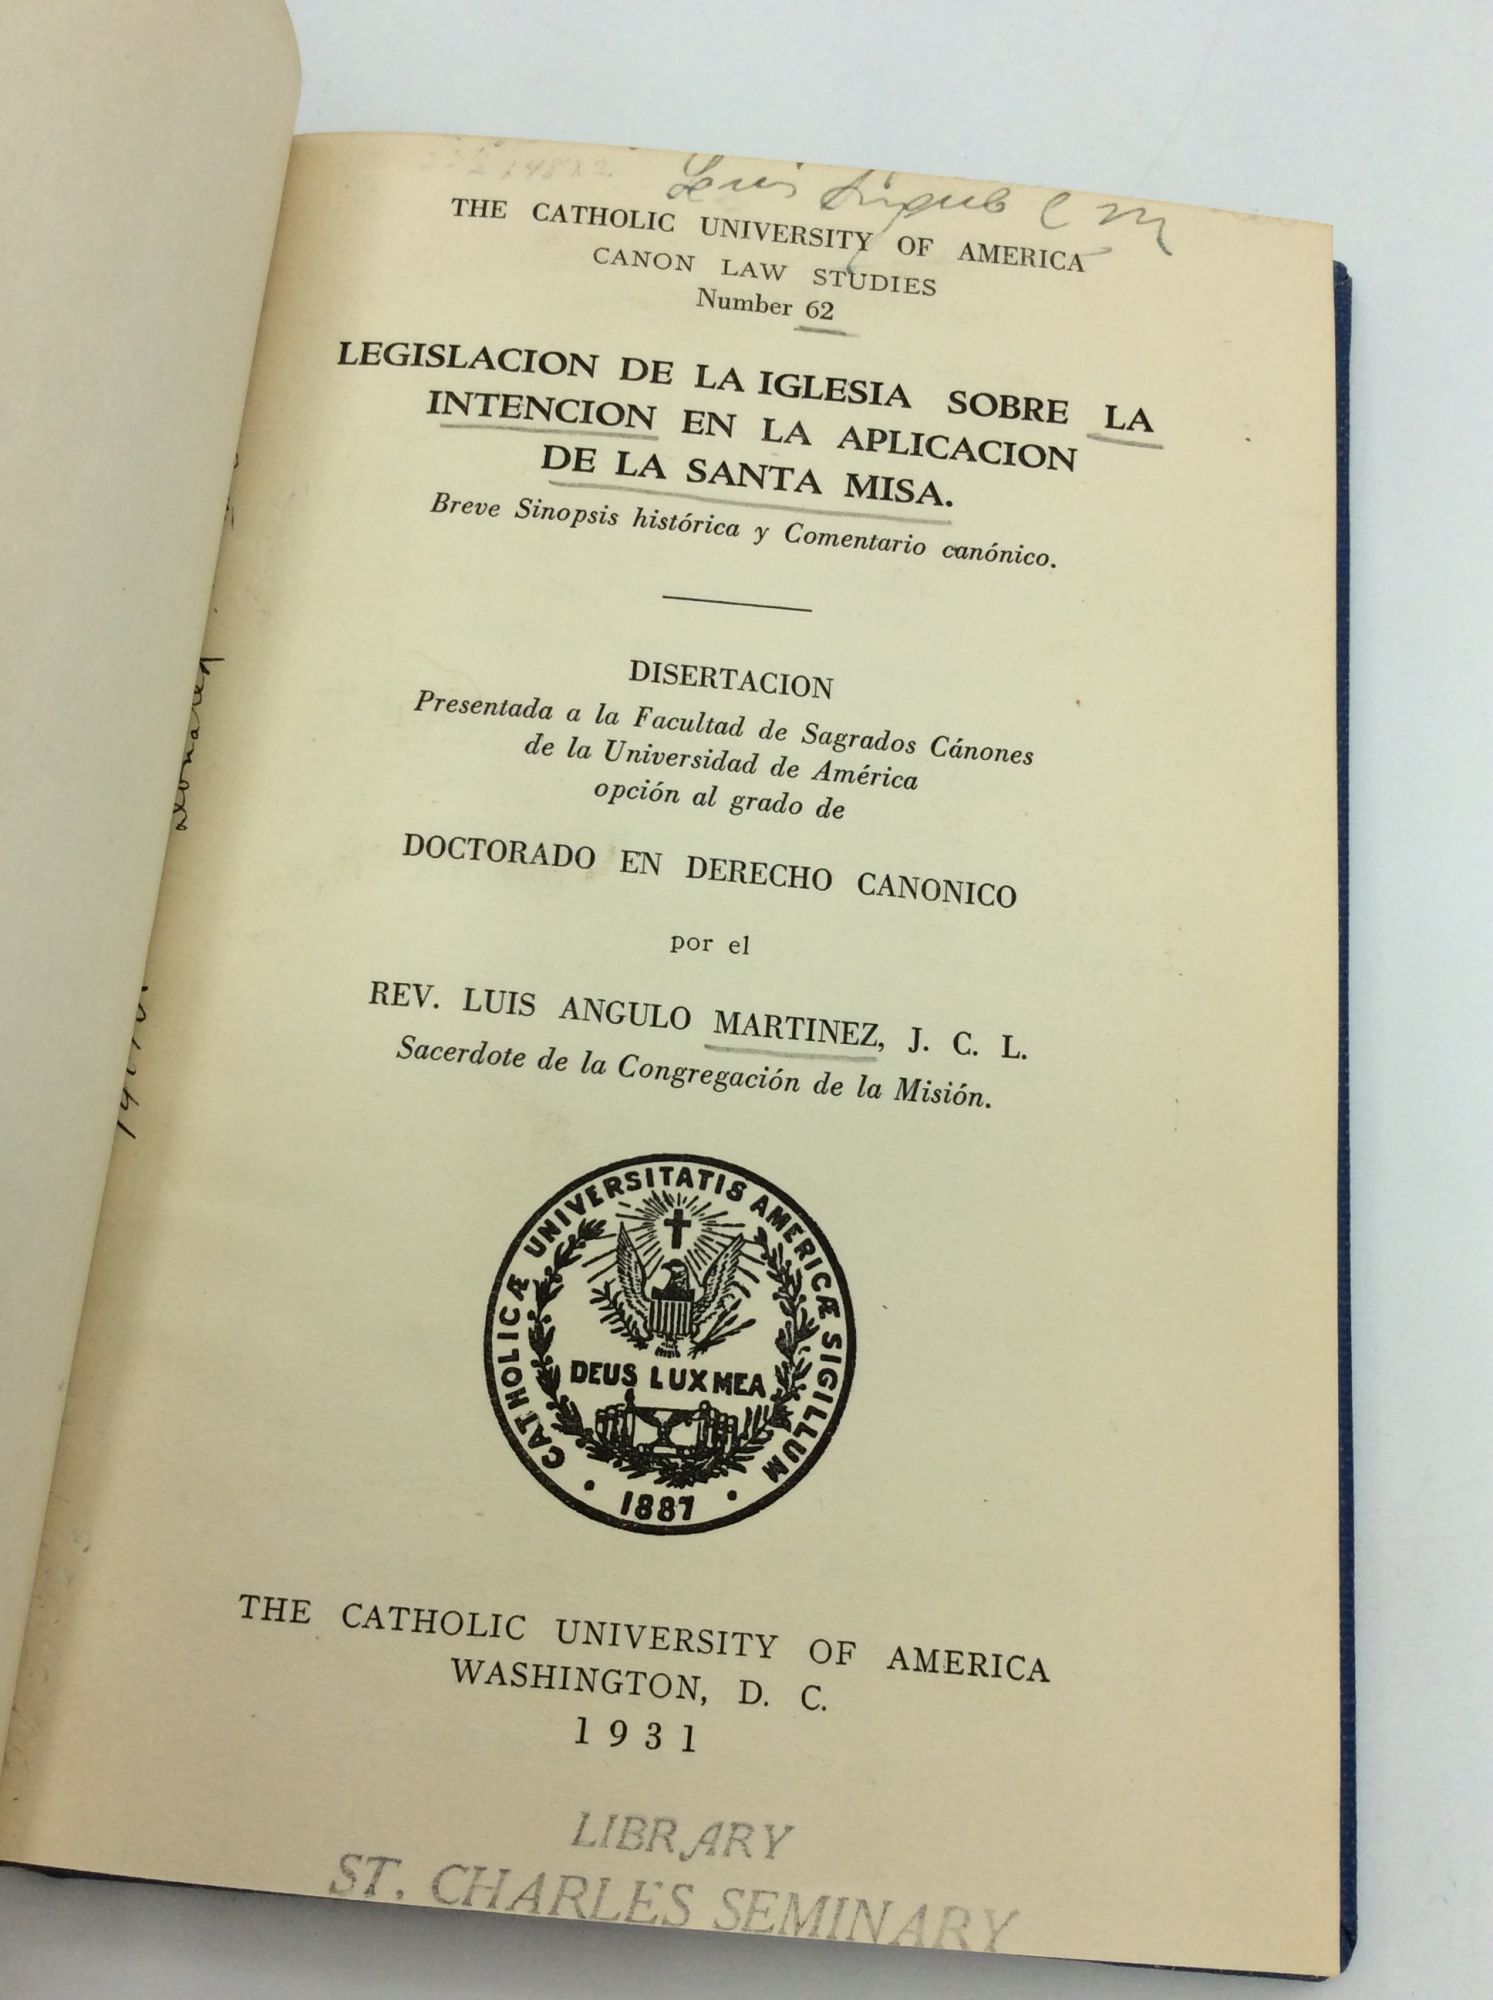 Luis Angulo C M
THE CATHOLIC UNIVERSITY OF AMERICA
CANON LAW STUDIES
Number 62
LEGISLACION DE LA IGLESIA SOBRE LA
INTENCION EN LA APLICACION
DE LA SANTA MISA.
Breve Sinopsis histórica y Comentario canónico.
DISERTACION
Presentada a la Facultad de Sagrados Cánones
de la Universidad de América
opción al grado de
DOCTORADO EN DERECHO CANONICO
por el
REV. LUIS ANGULO MARTINEZ, J. C. L.
Sacerdote de la Congregación de la Misión.
CATHOLICÆ UNIVERSITATIS AMERICÆ SIGILLUM
DEUS LUX MEA
• 1887 •
THE CATHOLIC UNIVERSITY OF AMERICA
WASHINGTON, D. C.
1931
LIBRARY
ST. CHARLES SEMINARY